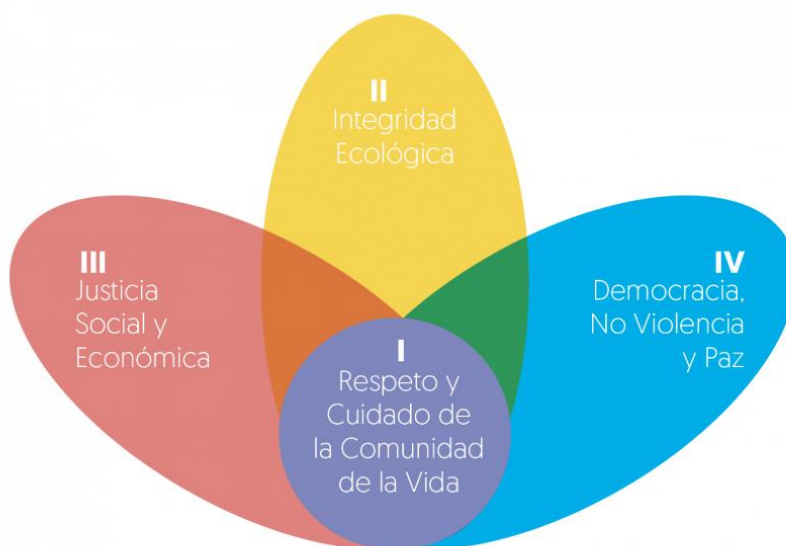 II
Integridad
Ecológica
III
Justicia
Social y
Económica
IV
Democracia,
No Violencia
y Paz
I
Respeto y
Cuidado de
la Comunidad
de la Vida